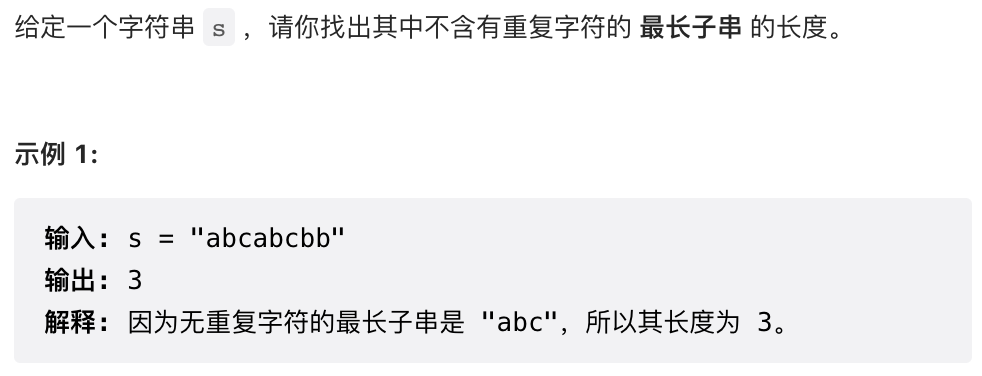 给定一个字符串 s ，请你找出其中不含有重复字符的 最长子串 的长度。
示例 1:
输入: s = "abcabcbb"
输出: 3
解释: 因为无重复字符的最长子串是 "abc"，所以其长度为 3。